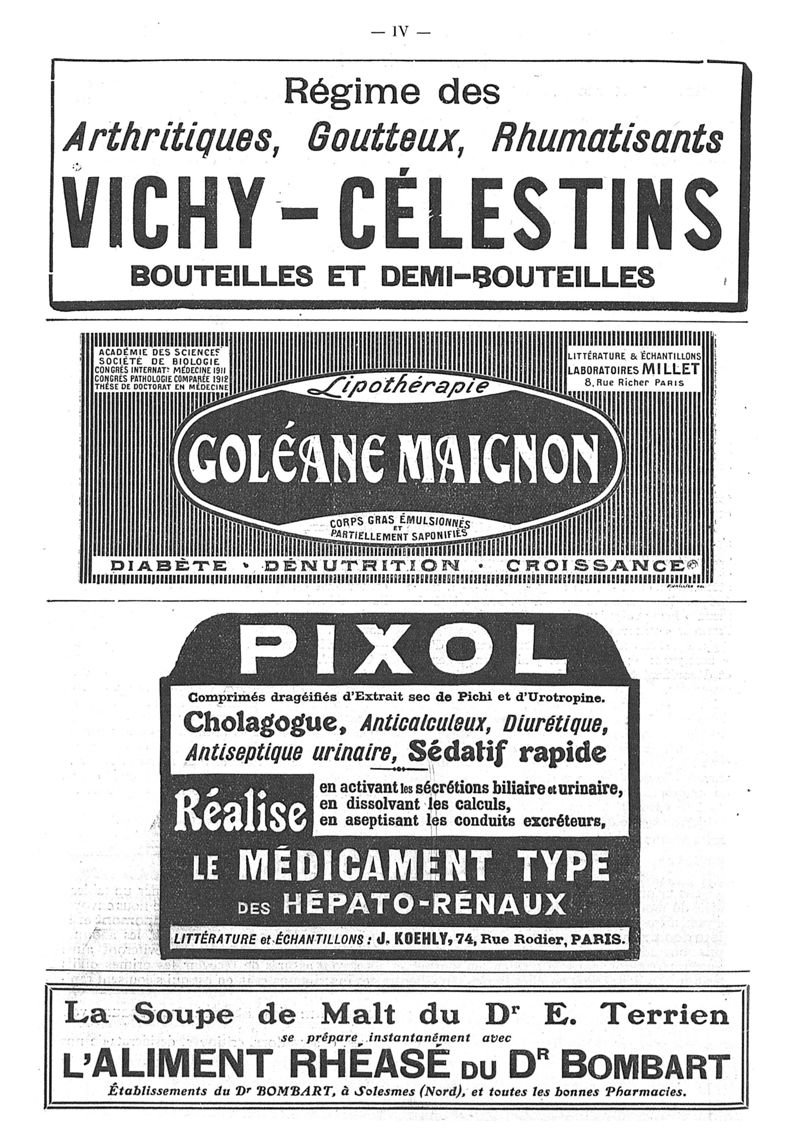 — IV —
Régime des
Arthritiques, Goutteux, Rhumatisants
VICHY – CÉLESTINS
BOUTEILLES ET DEMI-BOUTEILLES
ACADÉMIE DES SCIENCES
SOCIÉTÉ DE BIOLOGIE
CONGRÈS INTERNATL MÉDECINE 1911
CONGRÈS PATHOLOGIE COMPARÉE 1912
THÈSE DE DOCTORAT EN MÉDECINE
LITTÉRATURE & ÉCHANTILLONS
LABORATOIRES MILLET
8, Rue Richer PARIS
Lipothérapie
GOLÉANE MAIGNON
CORPS GRAS ÉMULSIONNÉS
ET
PARTIELLEMENT SAPONIFIÉS
DIABÈTE · DÉNUTRITION · CROISSANCE
PIXOL
Comprimés dragéifiés d'Extrait sec de Pichi et d'Urotropine.
Cholagogue, Anticalculeux, Diurétique,
Antiseptique urinaire, Sédatif rapide
Réalise
en activant les sécrétions biliaire et urinaire,
en dissolvant les calculs,
en aseptisant les conduits excréteurs,
LE MÉDICAMENT TYPE
DES HÉPATO-RÉNAUX
LITTÉRATURE et ÉCHANTILLONS : J. KOEHLY, 74, Rue Rodier, PARIS.
La Soupe de Malt du Dr E. Terrien
se prépare instantanément avec
L'ALIMENT RHÉASÉ DU DR BOMBART
Établissements du Dr BOMBART, à Solesmes (Nord), et toutes les bonnes Pharmacies.